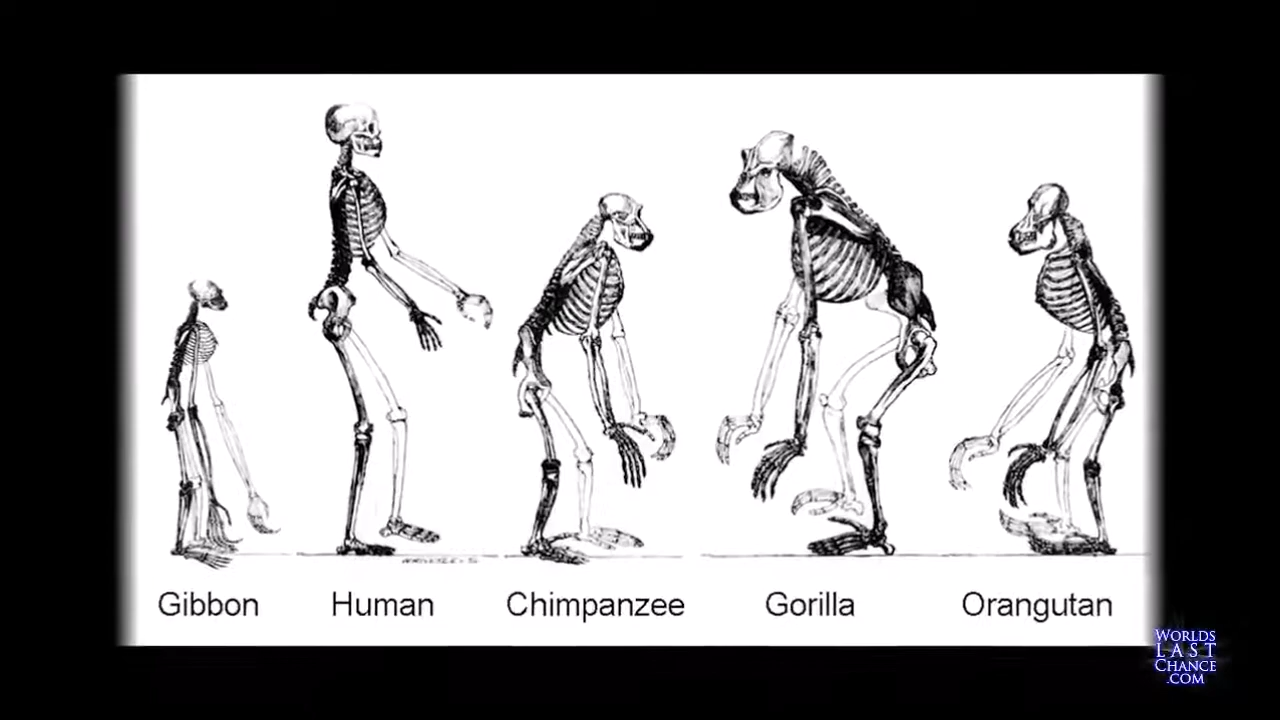 Gibbon
Human
Chimpanzee
Gorilla
Orangutan
WORLDS
LAST
CHANCE
.COM